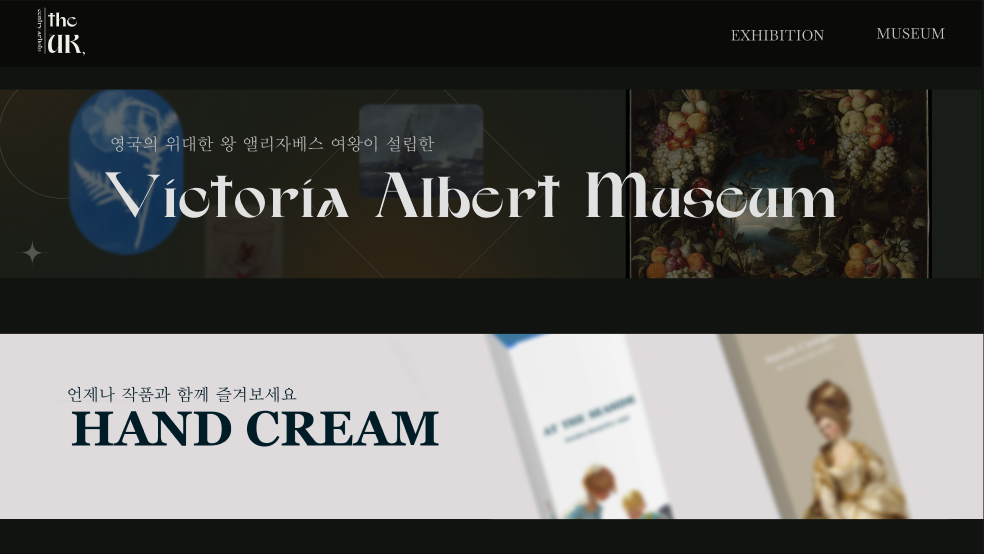 the
UK.
EXHIBITION
MUSEUM
영국의 위대한 왕 앨리자베스 여왕이 설립한
Victoria Albert Museum
언제나 작품과 함께 즐겨보세요
HAND CREAM
AT THE SEASIDE